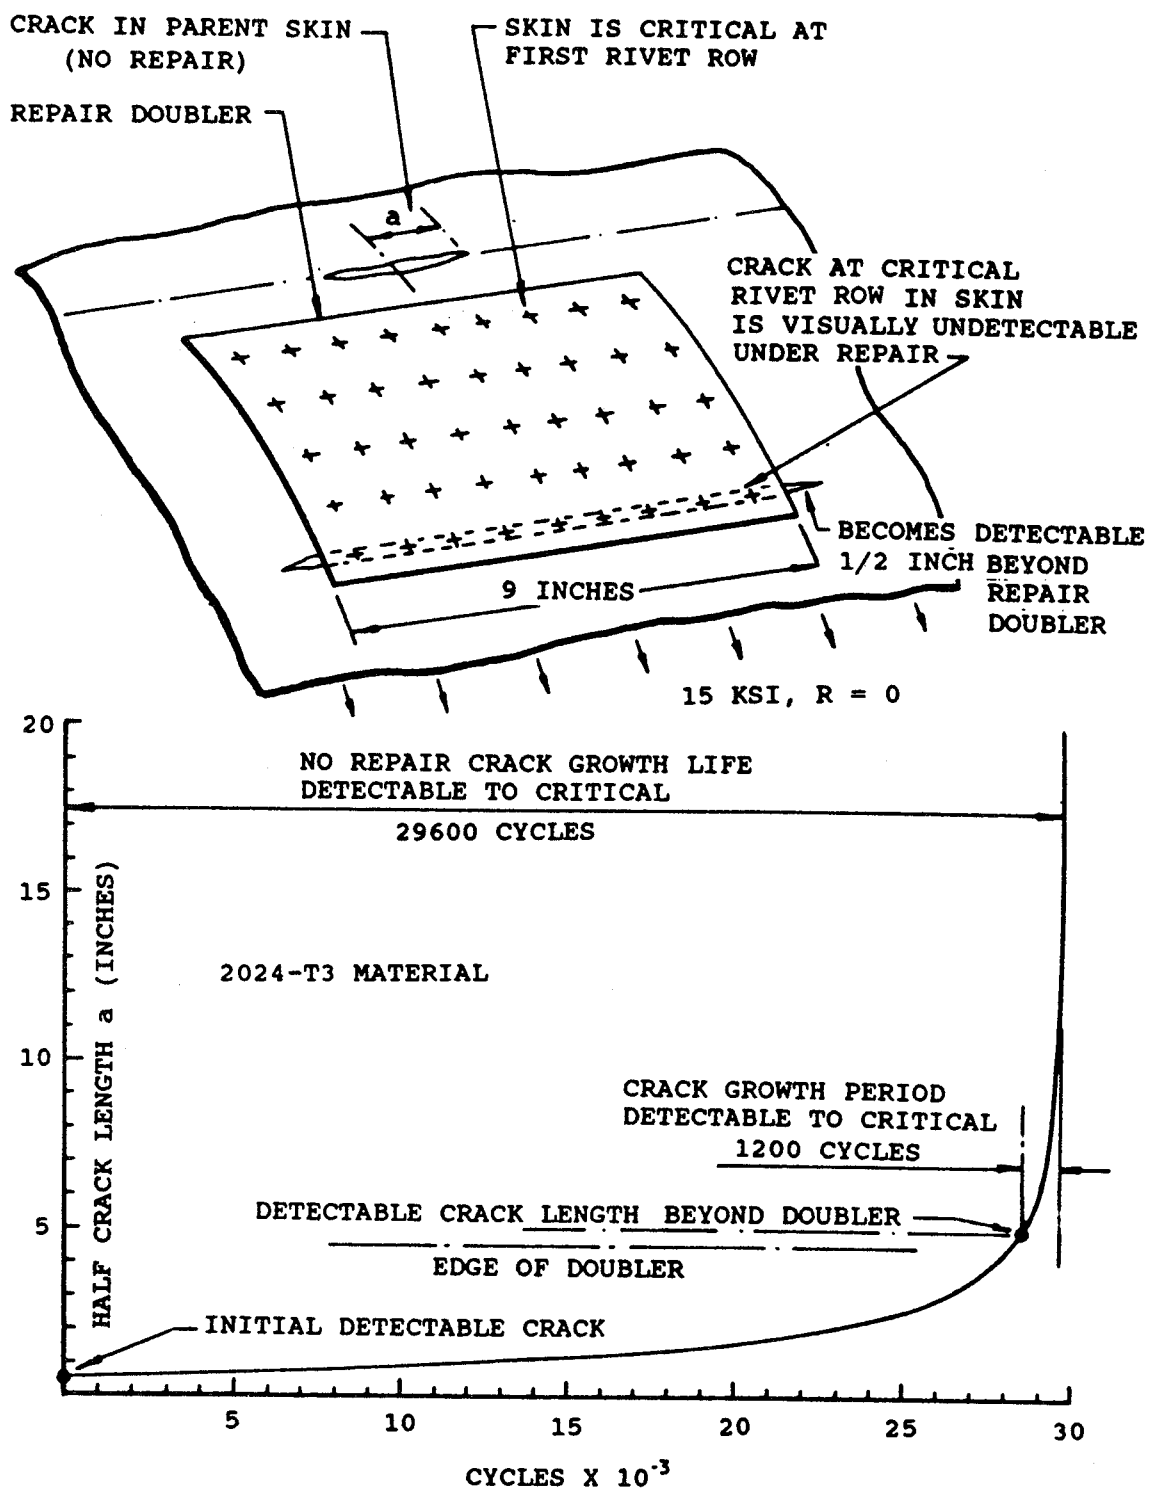 CRACK IN PARENT SKIN
(NO REPAIR)
SKIN IS CRITICAL AT
FIRST RIVET ROW
REPAIR DOUBLER
a
CRACK AT CRITICAL
RIVET ROW IN SKIN
IS VISUALLY UNDETECTABLE
UNDER REPAIR
BECOMES DETECTABLE
1/2 INCH BEYOND
REPAIR
DOUBLER
9 INCHES
15 KSI, R = 0
20
NO REPAIR CRACK GROWTH LIFE
DETECTABLE TO CRITICAL
29600 CYCLES
15
HALF CRACK LENGTH a (INCHES)
2024-T3 MATERIAL
10
CRACK GROWTH PERIOD
DETECTABLE TO CRITICAL
1200 CYCLES
DETECTABLE CRACK LENGTH BEYOND DOUBLER
5
EDGE OF DOUBLER
INITIAL DETECTABLE CRACK
5 10 15 20 25 30
CYCLES X 10⁻³